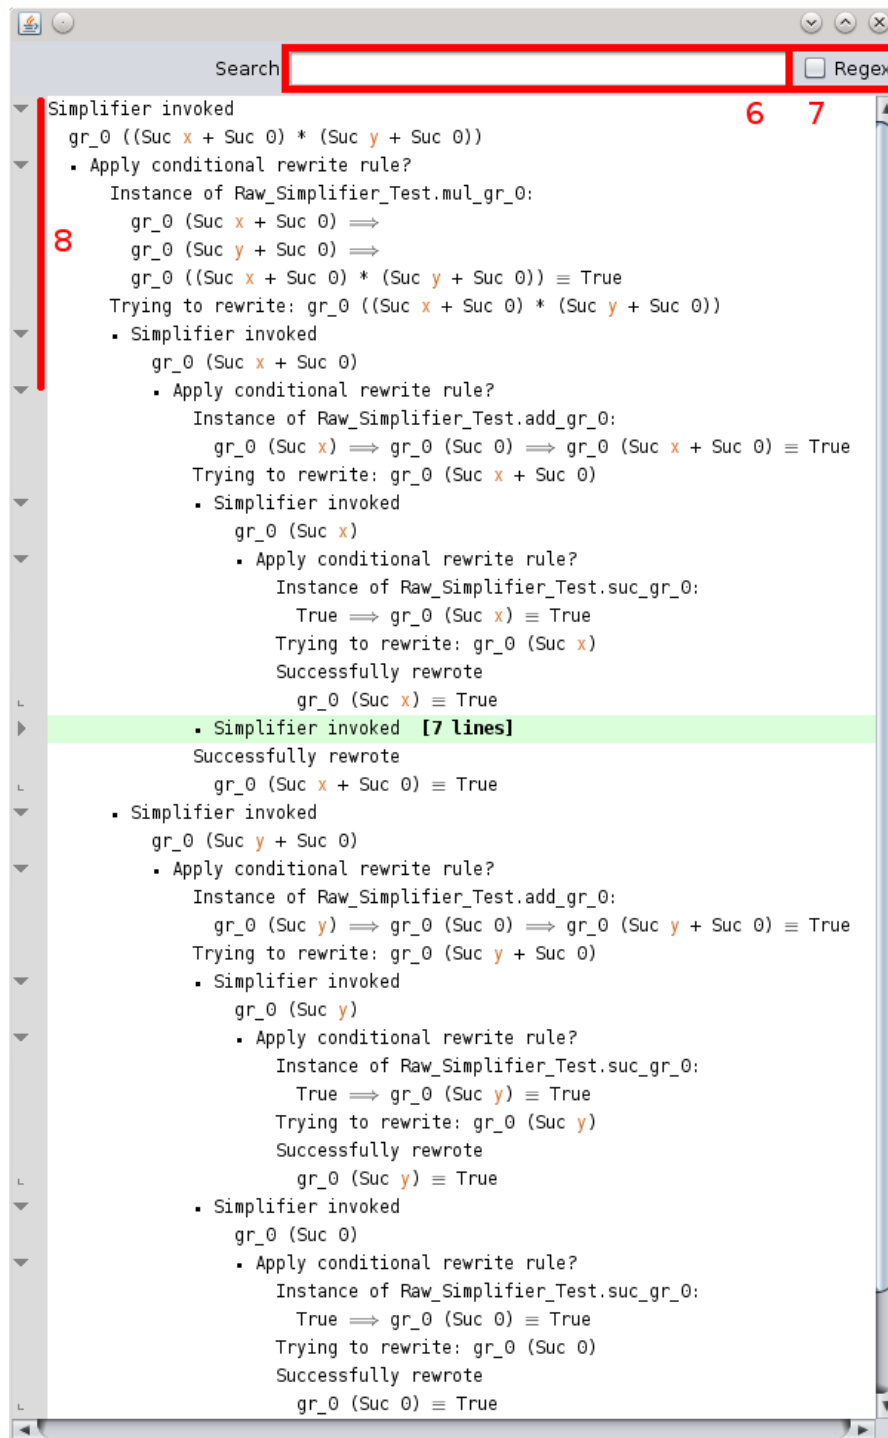 Search Regex
6 7
Simplifier invoked
gr_0 ((Suc x + Suc 0) * (Suc y + Suc 0))
▪ Apply conditional rewrite rule?
Instance of Raw_Simplifier_Test.mul_gr_0:
gr_0 (Suc x + Suc 0) ⟹
8
gr_0 (Suc y + Suc 0) ⟹
gr_0 ((Suc x + Suc 0) * (Suc y + Suc 0)) ≡ True
Trying to rewrite: gr_0 ((Suc x + Suc 0) * (Suc y + Suc 0))
▪ Simplifier invoked
gr_0 (Suc x + Suc 0)
▪ Apply conditional rewrite rule?
Instance of Raw_Simplifier_Test.add_gr_0:
gr_0 (Suc x) ⟹ gr_0 (Suc 0) ⟹ gr_0 (Suc x + Suc 0) ≡ True
Trying to rewrite: gr_0 (Suc x + Suc 0)
▪ Simplifier invoked
gr_0 (Suc x)
▪ Apply conditional rewrite rule?
Instance of Raw_Simplifier_Test.suc_gr_0:
True ⟹ gr_0 (Suc x) ≡ True
Trying to rewrite: gr_0 (Suc x)
Successfully rewrote
gr_0 (Suc x) ≡ True
▪ Simplifier invoked [7 lines]
Successfully rewrote
gr_0 (Suc x + Suc 0) ≡ True
▪ Simplifier invoked
gr_0 (Suc y + Suc 0)
▪ Apply conditional rewrite rule?
Instance of Raw_Simplifier_Test.add_gr_0:
gr_0 (Suc y) ⟹ gr_0 (Suc 0) ⟹ gr_0 (Suc y + Suc 0) ≡ True
Trying to rewrite: gr_0 (Suc y + Suc 0)
▪ Simplifier invoked
gr_0 (Suc y)
▪ Apply conditional rewrite rule?
Instance of Raw_Simplifier_Test.suc_gr_0:
True ⟹ gr_0 (Suc y) ≡ True
Trying to rewrite: gr_0 (Suc y)
Successfully rewrote
gr_0 (Suc y) ≡ True
▪ Simplifier invoked
gr_0 (Suc 0)
▪ Apply conditional rewrite rule?
Instance of Raw_Simplifier_Test.suc_gr_0:
True ⟹ gr_0 (Suc 0) ≡ True
Trying to rewrite: gr_0 (Suc 0)
Successfully rewrote
gr_0 (Suc 0) ≡ True